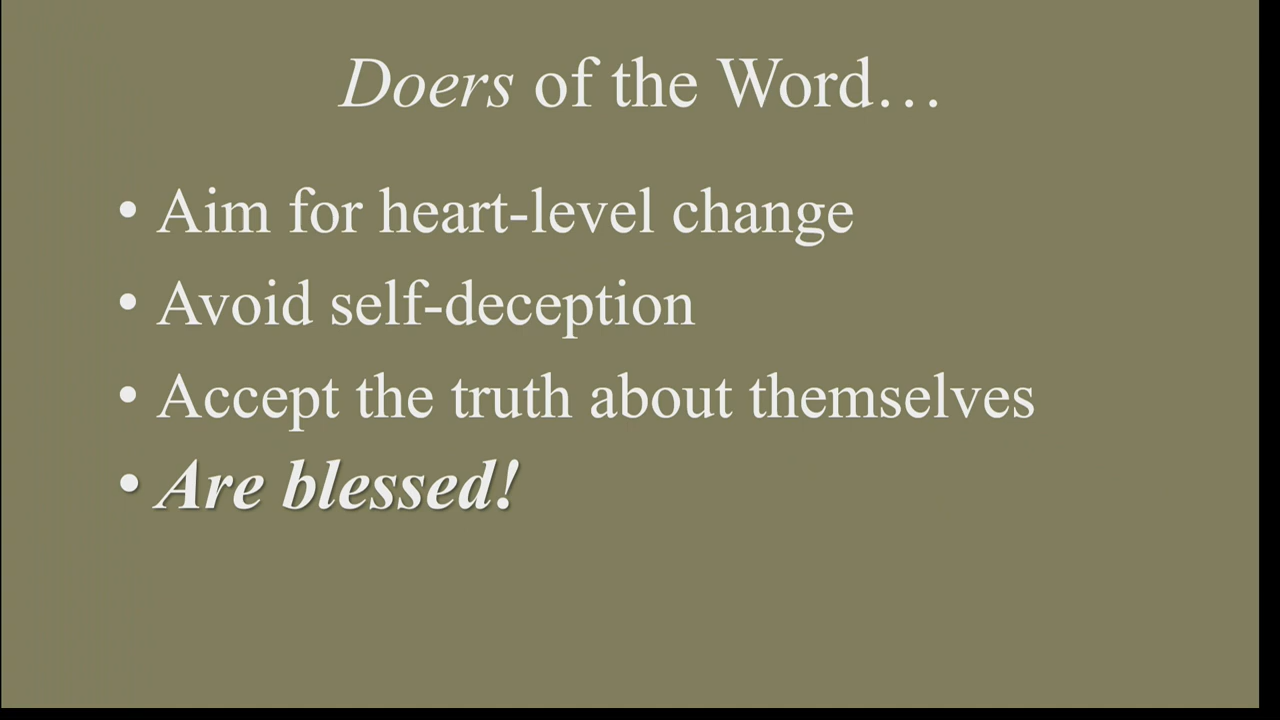 Doers of the Word…
• Aim for heart-level change
• Avoid self-deception
• Accept the truth about themselves
• Are blessed!